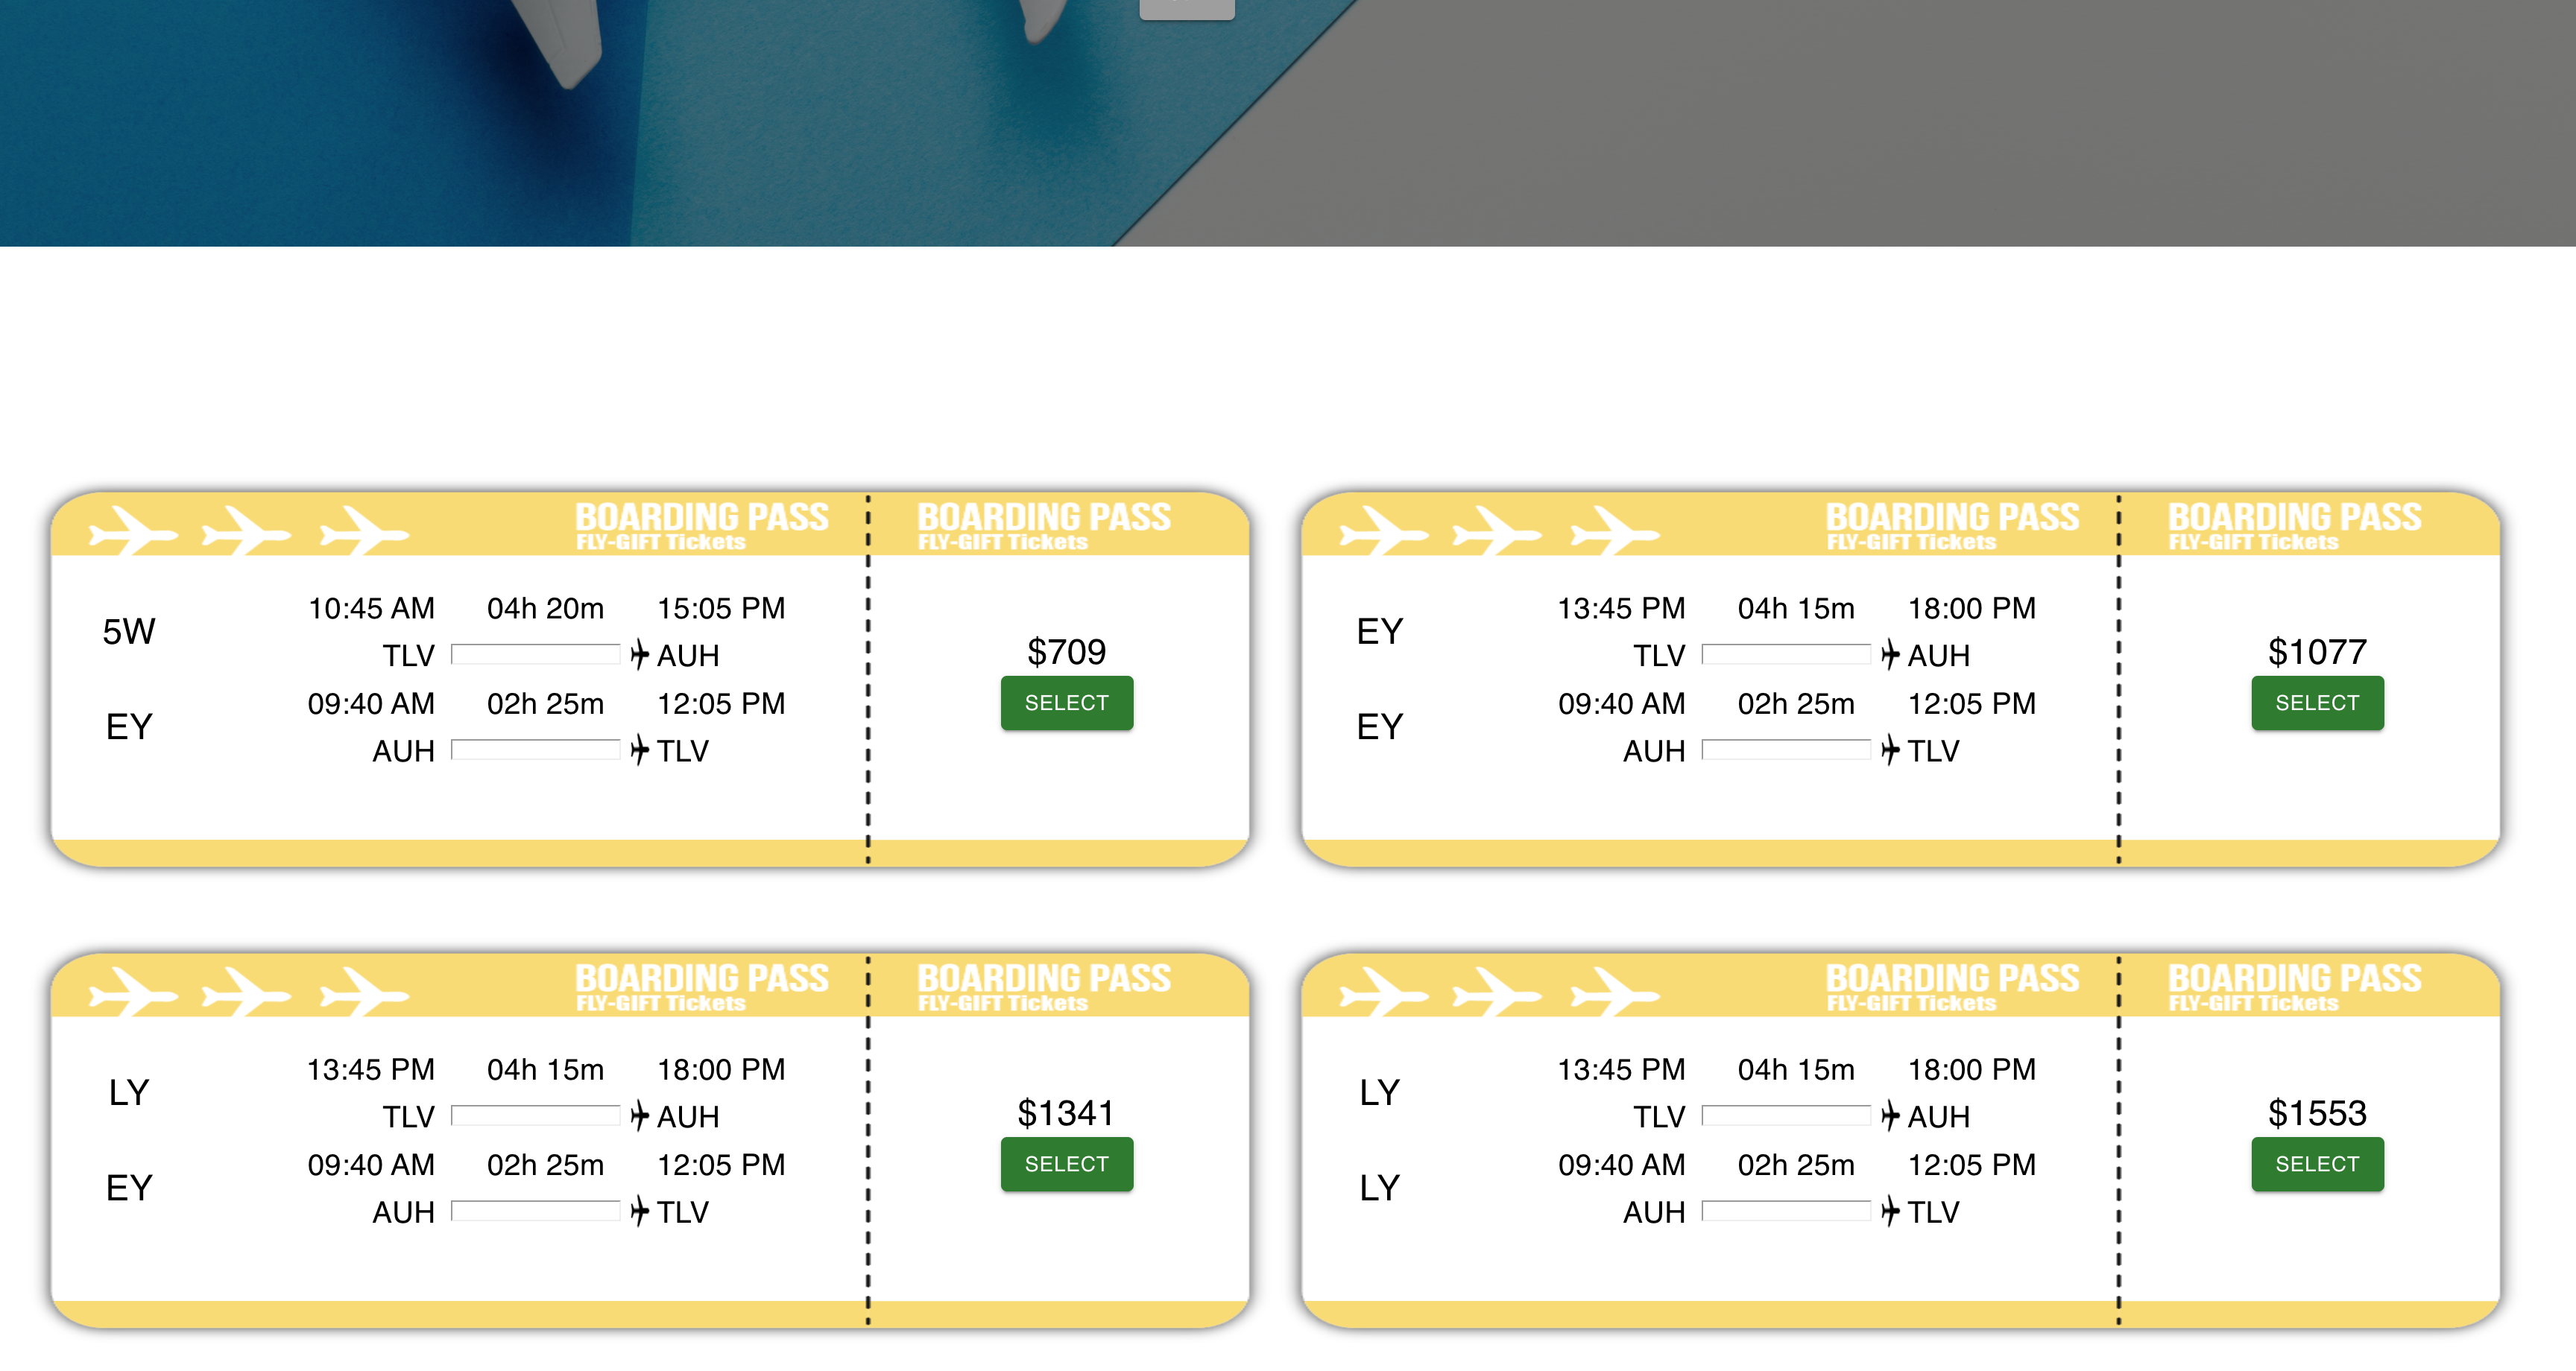 BOARDING PASS
FLY-GIFT Tickets
BOARDING PASS
FLY-GIFT Tickets
5W
10:45 AM 04h 20m 15:05 PM
TLV AUH
EY
09:40 AM 02h 25m 12:05 PM
AUH TLV
$709
SELECT
BOARDING PASS
FLY-GIFT Tickets
BOARDING PASS
FLY-GIFT Tickets
EY
13:45 PM 04h 15m 18:00 PM
TLV AUH
EY
09:40 AM 02h 25m 12:05 PM
AUH TLV
$1077
SELECT
BOARDING PASS
FLY-GIFT Tickets
BOARDING PASS
FLY-GIFT Tickets
LY
13:45 PM 04h 15m 18:00 PM
TLV AUH
EY
09:40 AM 02h 25m 12:05 PM
AUH TLV
$1341
SELECT
BOARDING PASS
FLY-GIFT Tickets
BOARDING PASS
FLY-GIFT Tickets
LY
13:45 PM 04h 15m 18:00 PM
TLV AUH
LY
09:40 AM 02h 25m 12:05 PM
AUH TLV
$1553
SELECT